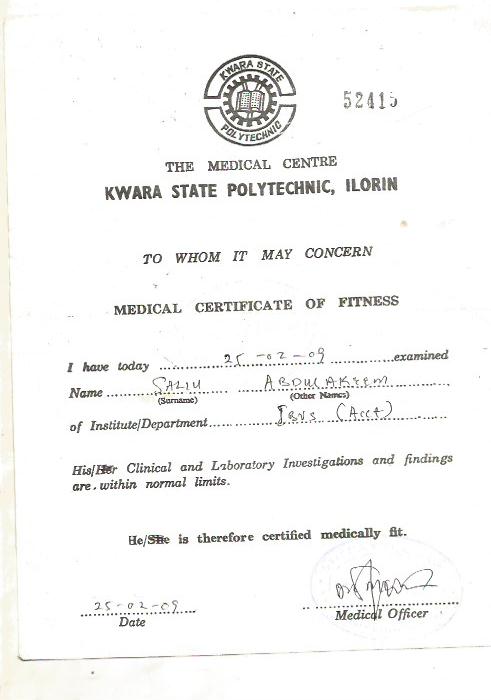 KWARA STATE
POLYTECHNIC
52415
THE MEDICAL CENTRE
KWARA STATE POLYTECHNIC, ILORIN
TO WHOM IT MAY CONCERN
MEDICAL CERTIFICATE OF FITNESS
I have today 25-02-09 examined
Name SALIU ABDULAKEEM
(Surname) (Other Names)
of Institute/Department IBVS (Acct)
His/Her Clinical and Laboratory Investigations and findings
are within normal limits.
He/She is therefore certified medically fit.
25-02-09
Date
Medical Officer